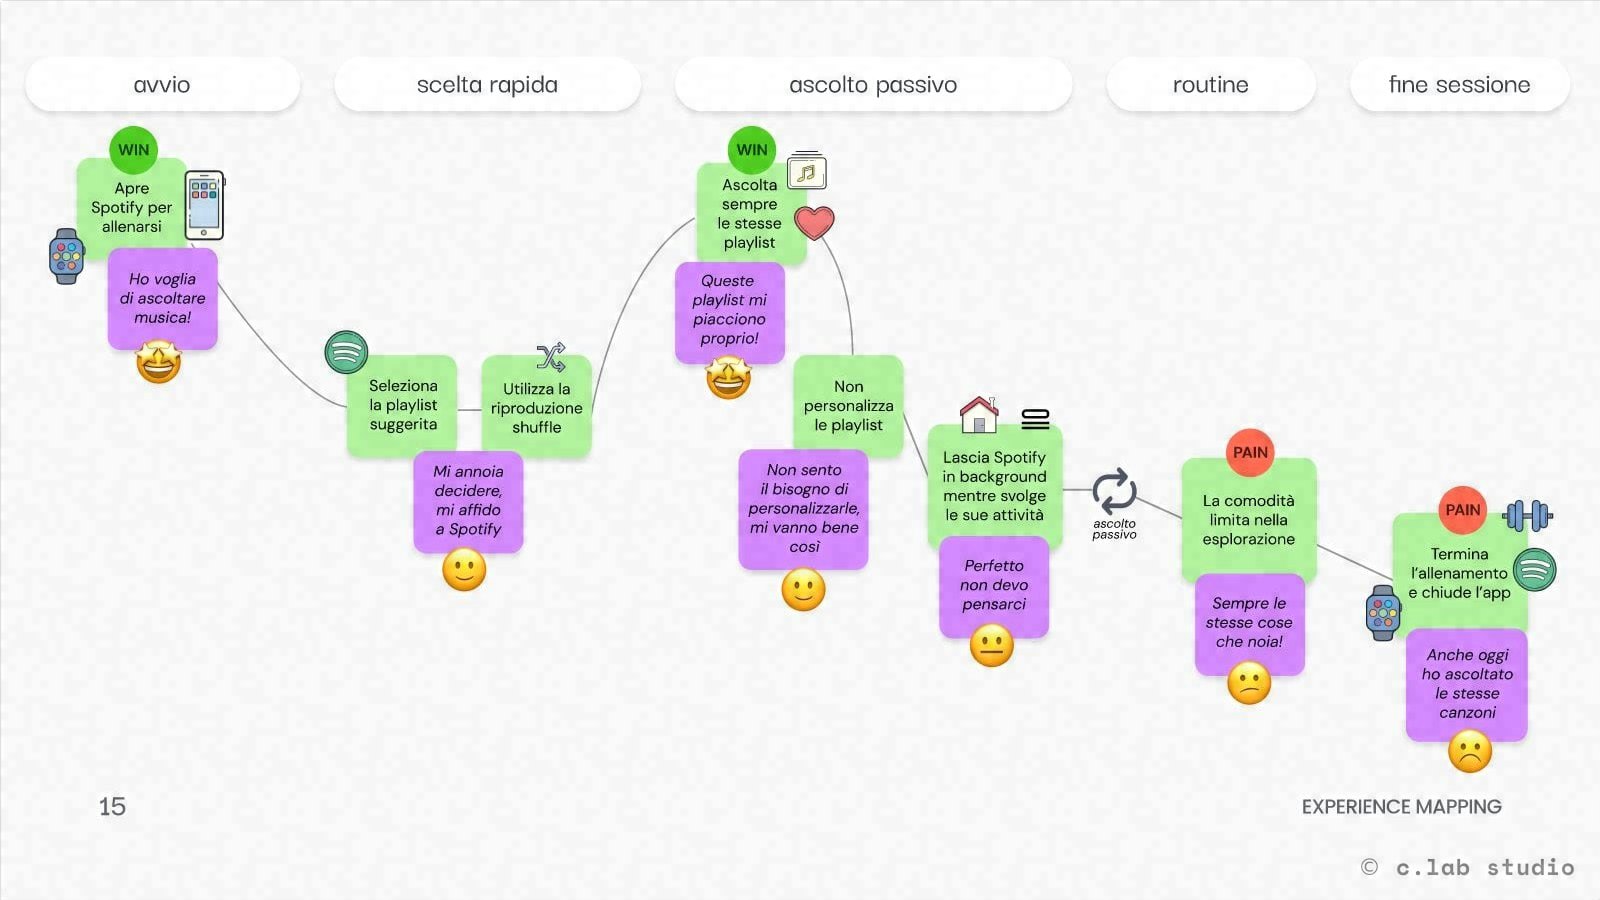 avvio
scelta rapida
ascolto passivo
routine
fine sessione
WIN
Apre
Spotify per
allenarsi
Ho voglia
di ascoltare
musica!
Seleziona
la playlist
suggerita
Utilizza la
riproduzione
shuffle
Mi annoia
decidere,
mi affido
a Spotify
WIN
Ascolta
sempre
le stesse
playlist
Queste
playlist mi
piacciono
proprio!
Non
personalizza
le playlist
Non sento
il bisogno di
personalizzarle,
mi vanno bene
così
Lascia Spotify
in background
mentre svolge
le sue attività
Perfetto
non devo
pensarci
ascolto
passivo
PAIN
La comodità
limita nella
esplorazione
Sempre le
stesse cose
che noia!
PAIN
Termina
l'allenamento
e chiude l'app
Anche oggi
ho ascoltato
le stesse
canzoni
15
EXPERIENCE MAPPING
© c.lab studio